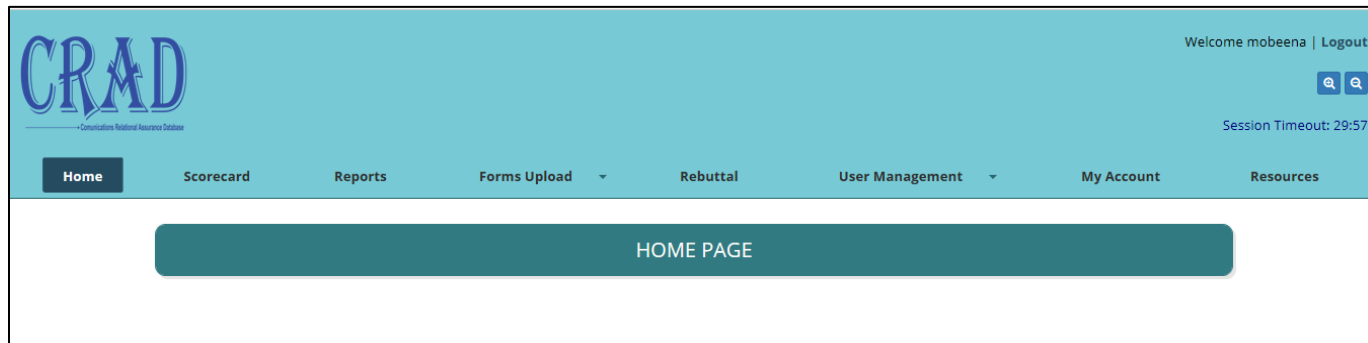 CRAD
Comunications Relational Assurance Database
Welcome mobeena | Logout
Session Timeout: 29:57
Home Scorecard Reports Forms Upload Rebuttal User Management My Account Resources
HOME PAGE